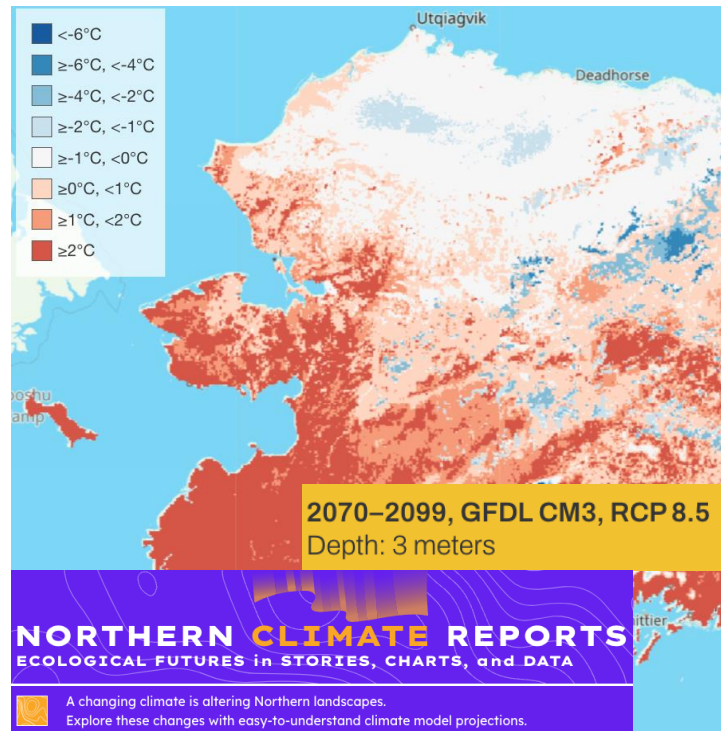 Utqiaġvik
Deadhorse
<-6°C
≥-6°C, <-4°C
≥-4°C, <-2°C
≥-2°C, <-1°C
≥-1°C, <0°C
≥0°C, <1°C
≥1°C, <2°C
≥2°C
2070–2099, GFDL CM3, RCP 8.5
Depth: 3 meters
NORTHERN CLIMATE REPORTS
ECOLOGICAL FUTURES in STORIES, CHARTS, and DATA
A changing climate is altering Northern landscapes.
Explore these changes with easy-to-understand climate model projections.